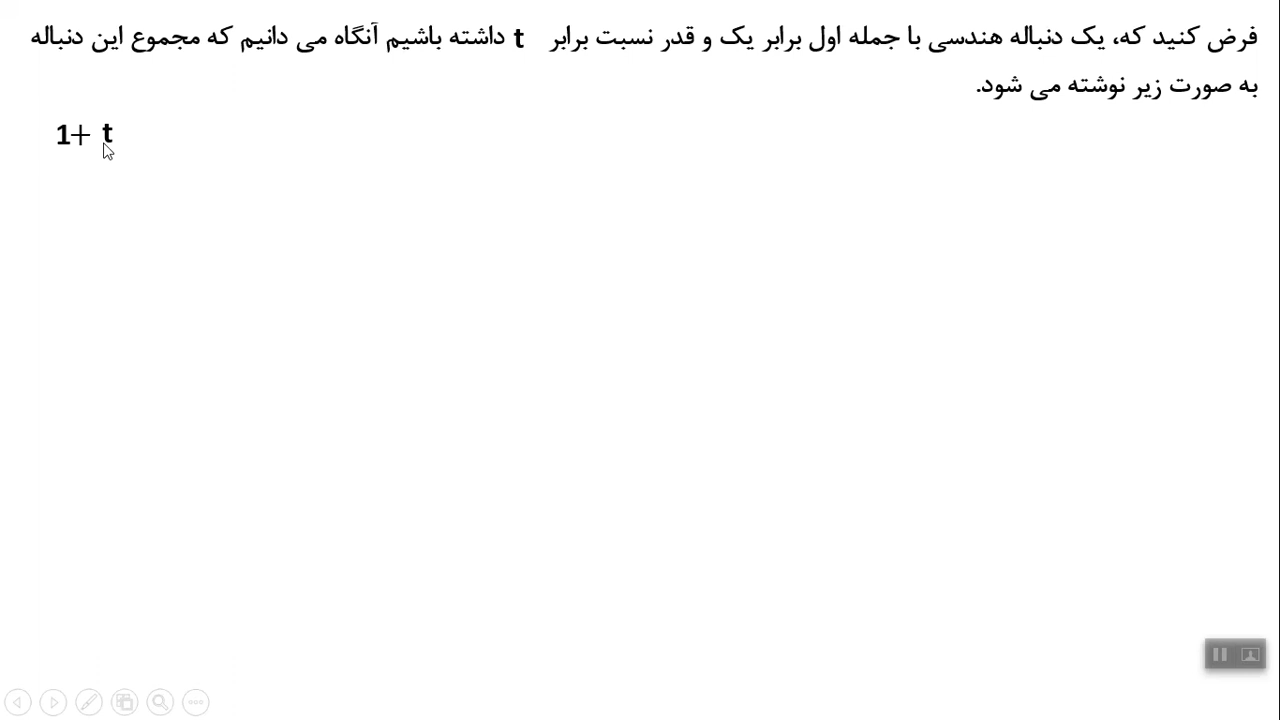 فرض کنید که، یک دنباله هندسی با جمله اول برابر یک و قدر نسبت برابر t داشته باشیم آنگاه می دانیم که مجموع این دنباله
به صورت زیر نوشته می شود.
1+ t